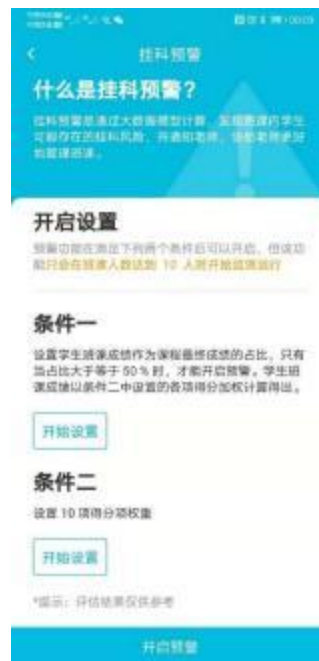 挂科预警
什么是挂科预警？
挂科预警是通过大数据模型计算，发现班课内学生
可能存在的挂科风险，并通知老师，协助老师更好
的管理班课。
开启设置
预警功能在满足下列两个条件后可以开启，但该功
能只会在班课人数达到 10 人时开始监测运行
条件一
设置学生班课成绩作为课程最终成绩的占比，只有
当占比大于等于 50 % 时，才能开启预警。学生班
课成绩以条件二中设置的各项得分加权计算得出。
开始设置
条件二
设置 10 项得分项权重
开始设置
*提示：评估结果仅供参考
开启预警